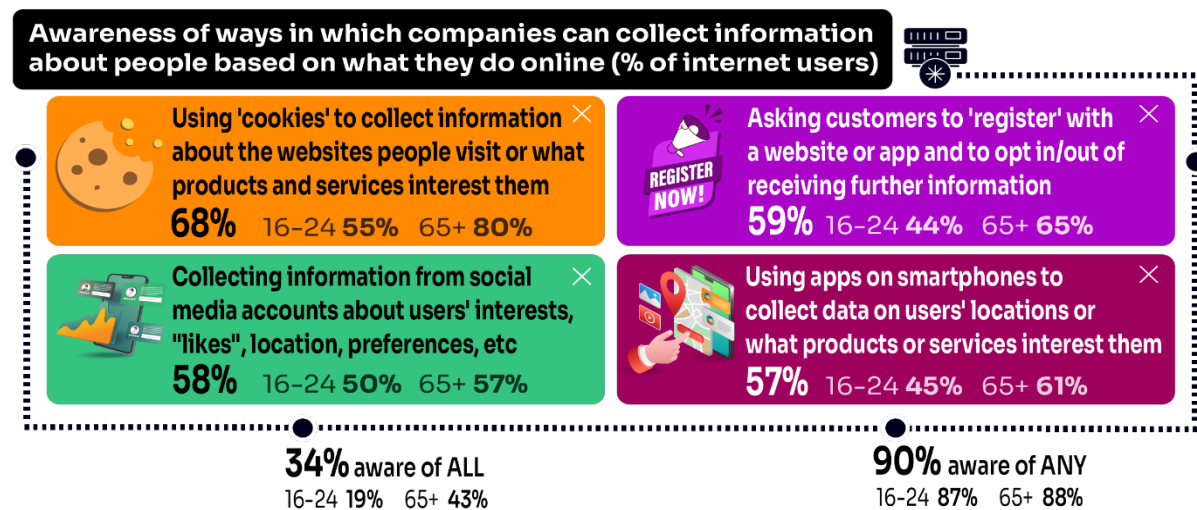 Awareness of ways in which companies can collect information
about people based on what they do online (% of internet users)
Using 'cookies' to collect information
about the websites people visit or what
products and services interest them
68% 16-24 55% 65+ 80%
REGISTER
NOW!
Asking customers to 'register' with
a website or app and to opt in/out of
receiving further information
59% 16-24 44% 65+ 65%
Collecting information from social
media accounts about users' interests,
"likes", location, preferences, etc
58% 16-24 50% 65+ 57%
Using apps on smartphones to
collect data on users' locations or
what products or services interest them
57% 16-24 45% 65+ 61%
34% aware of ALL
16-24 19% 65+ 43%
90% aware of ANY
16-24 87% 65+ 88%